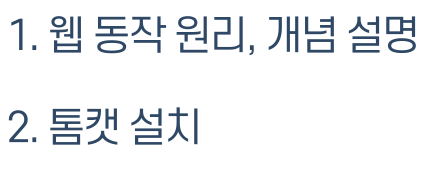 1. 웹 동작 원리, 개념 설명
2. 톰캣 설치